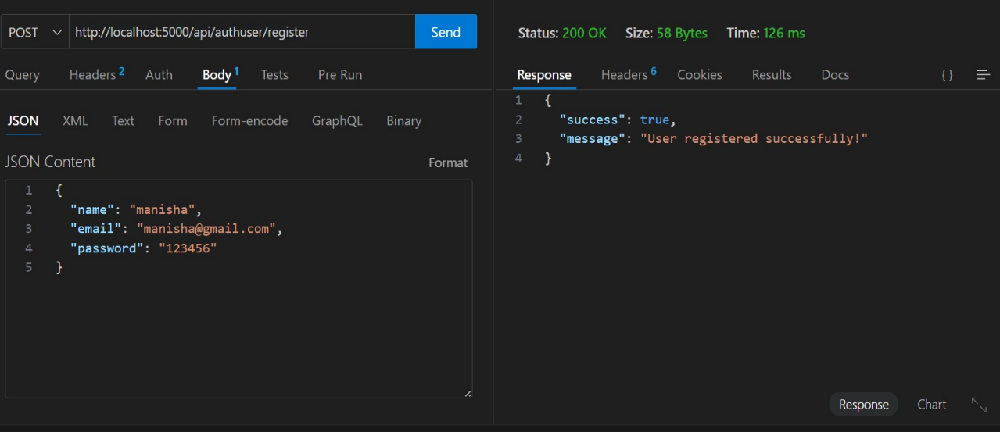 POST http://localhost:5000/api/authuser/register Send
Query Headers 2 Auth Body 1 Tests Pre Run
JSON XML Text Form Form-encode GraphQL Binary
JSON Content Format
1 {
2 "name": "manisha",
3 "email": "manisha@gmail.com",
4 "password": "123456"
5 }
Status: 200 OK Size: 58 Bytes Time: 126 ms
Response Headers 6 Cookies Results Docs {}
1 {
2 "success": true,
3 "message": "User registered successfully!"
4 }
Response Chart